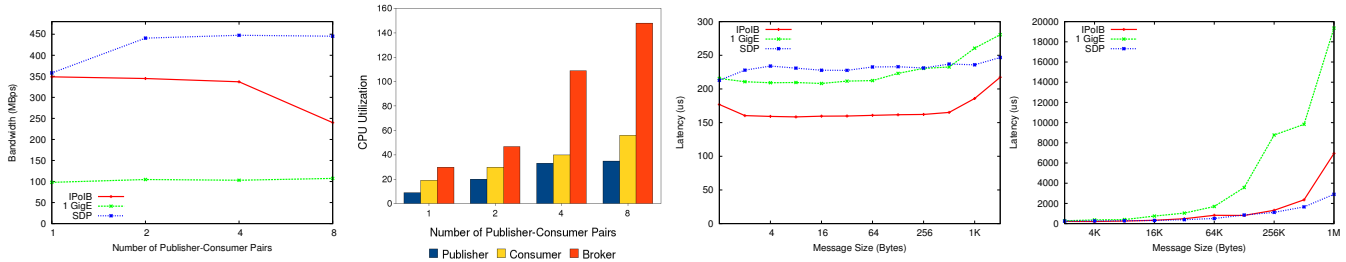 450
400
350
300
250
200
150
100
50
0
Bandwidth (MBps)
IPoIB
1 GigE
SDP
1
2
4
8
Number of Publisher-Consumer Pairs
160
140
120
100
80
60
40
20
0
CPU Utilization
1
2
4
8
Number of Publisher-Consumer Pairs
Publisher
Consumer
Broker
300
250
200
150
100
50
0
Latency (us)
IPoIB
1 GigE
SDP
4
16
64
256
1K
Message Size (Bytes)
20000
18000
16000
14000
12000
10000
8000
6000
4000
2000
0
Latency (us)
IPoIB
1 GigE
SDP
4K
16K
64K
256K
1M
Message Size (Bytes)